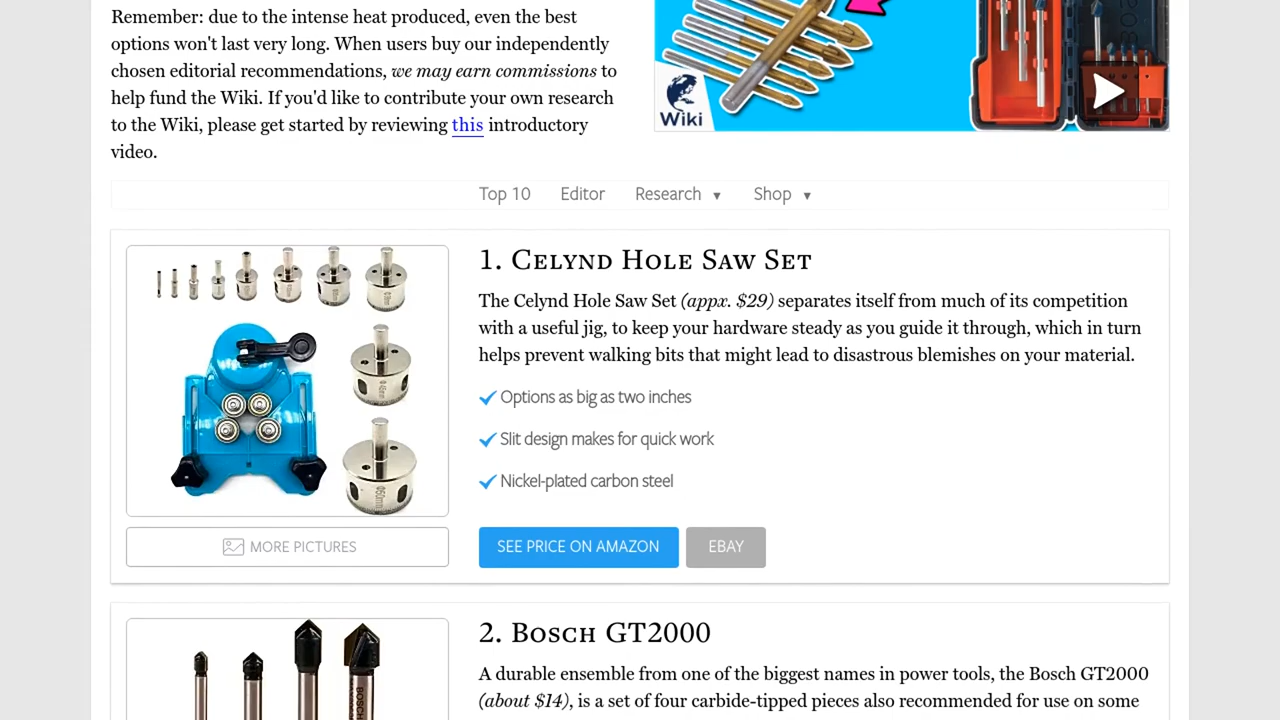 Remember: due to the intense heat produced, even the best
options won't last very long. When users buy our independently
chosen editorial recommendations, we may earn commissions to
help fund the Wiki. If you'd like to contribute your own research
to the Wiki, please get started by reviewing this introductory
video.
Wiki
Top 10 Editor Research ▼ Shop ▼
1. Celynd Hole Saw Set
The Celynd Hole Saw Set (appx. $29) separates itself from much of its competition
with a useful jig, to keep your hardware steady as you guide it through, which in turn
helps prevent walking bits that might lead to disastrous blemishes on your material.
Options as big as two inches
Slit design makes for quick work
Nickel-plated carbon steel
MORE PICTURES
SEE PRICE ON AMAZON
EBAY
2. Bosch GT2000
A durable ensemble from one of the biggest names in power tools, the Bosch GT2000
(about $14), is a set of four carbide-tipped pieces also recommended for use on some
BOSCH